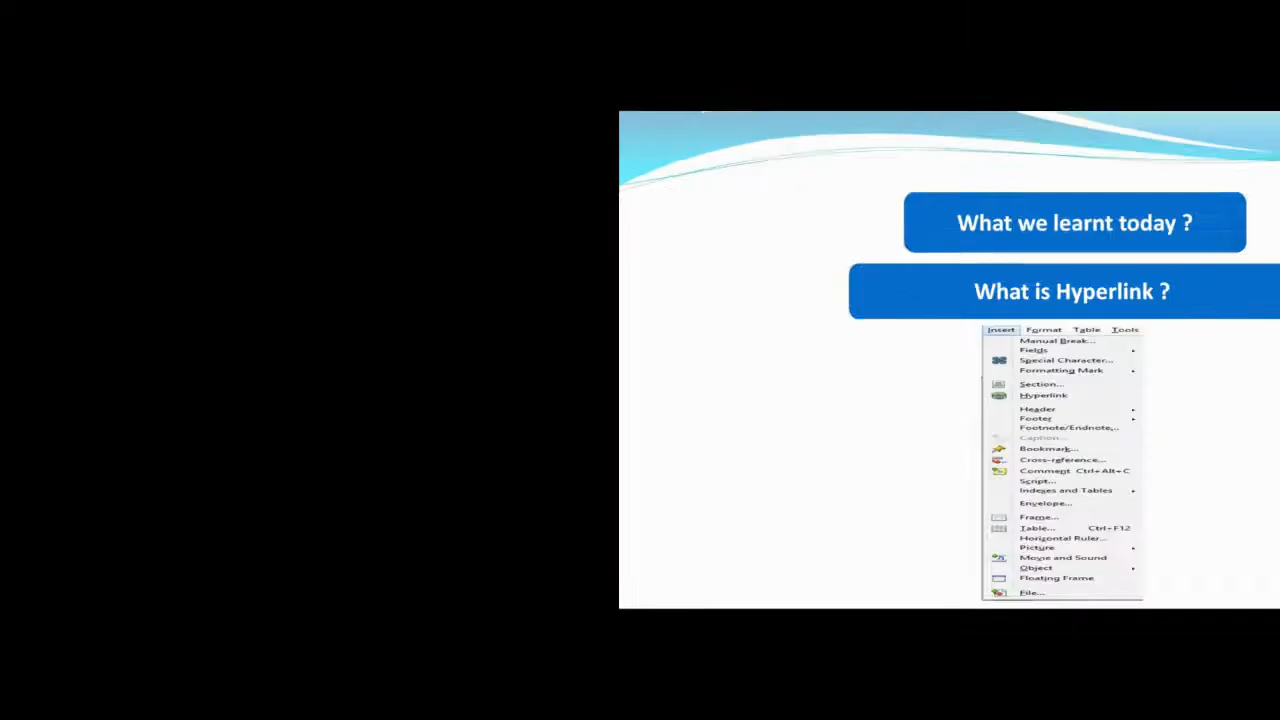 What we learnt today ?
What is Hyperlink ?
Insert Format Table Tools
Manual Break...
Fields
Special Character...
Formatting Mark
Section...
Hyperlink
Header
Footer
Footnote/Endnote...
Caption...
Bookmark...
Cross-reference...
Comment Ctrl+Alt+C
Script...
Indexes and Tables
Envelope...
Frame...
Table... Ctrl+F12
Horizontal Ruler...
Picture
Movie and Sound
Object
Floating Frame
File...